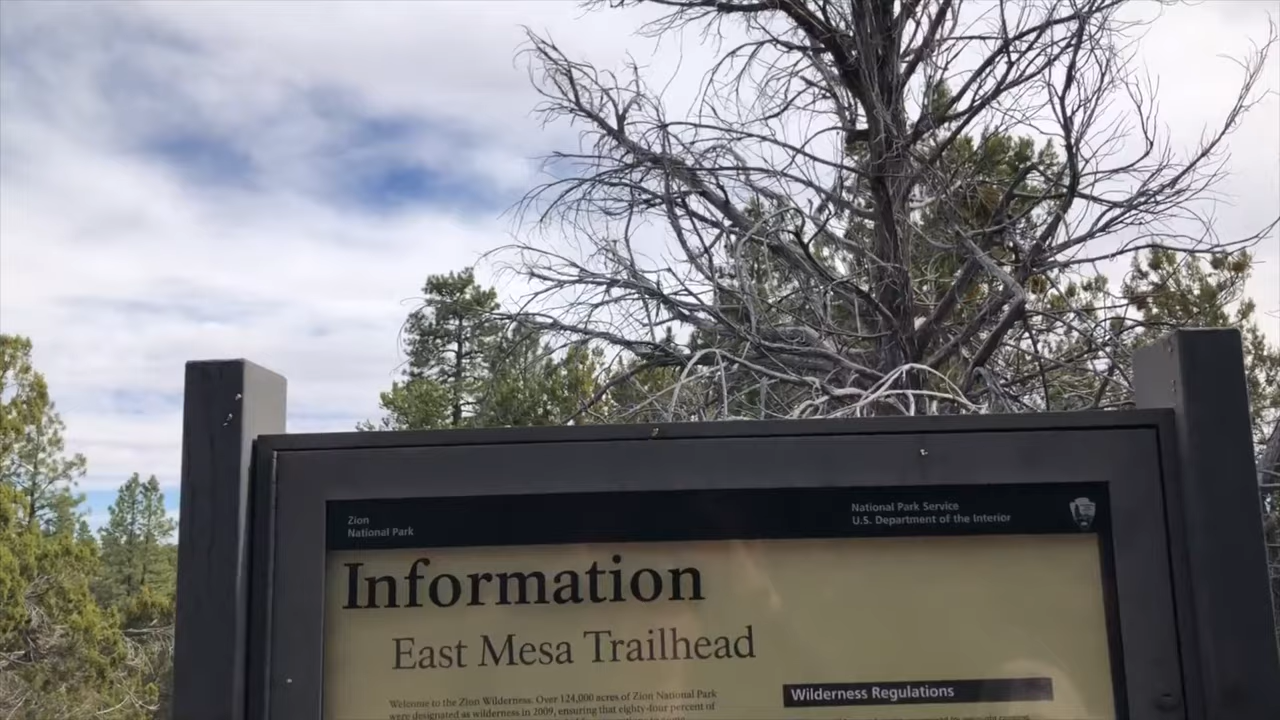 Zion
National Park
National Park Service
U.S. Department of the Interior
Information
East Mesa Trailhead
Welcome to the Zion Wilderness. Over 124,000 acres of Zion National Park
were designated as wilderness in 2009, ensuring that eighty-four percent of
Wilderness Regulations